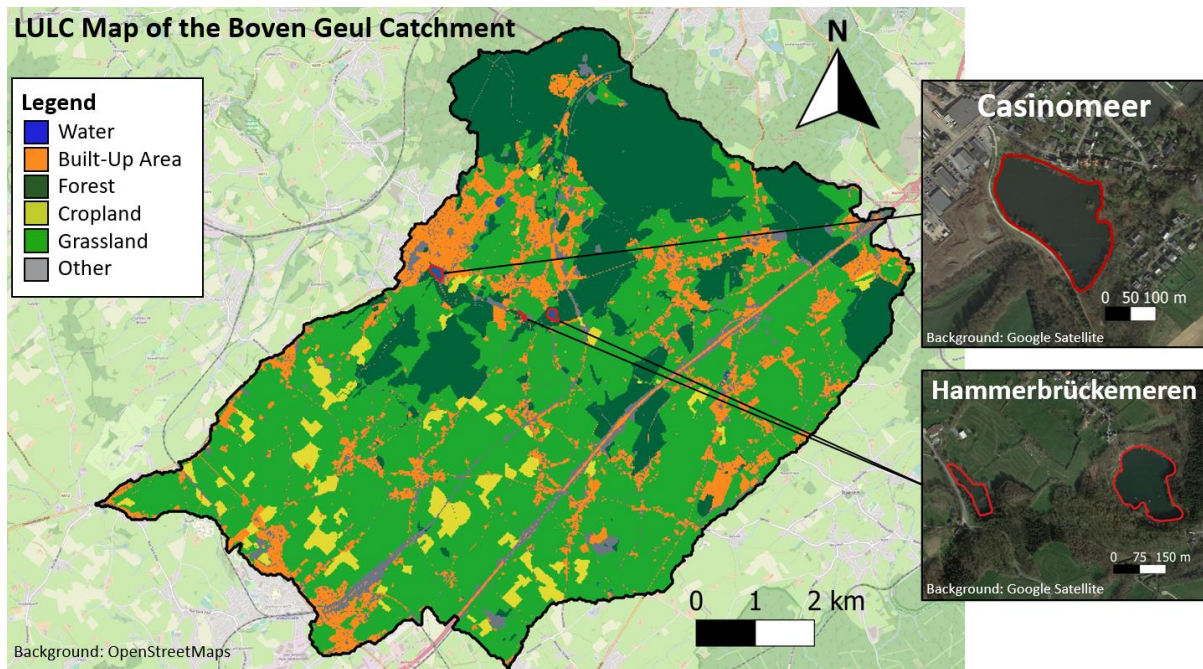 LULC Map of the Boven Geul Catchment
N
Legend
Water
Built-Up Area
Forest
Cropland
Grassland
Other
Casinomeer
0 50 100 m
Background: Google Satellite
Hammerbrückemeren
0 75 150 m
Background: Google Satellite
0 1 2 km
Background: OpenStreetMaps